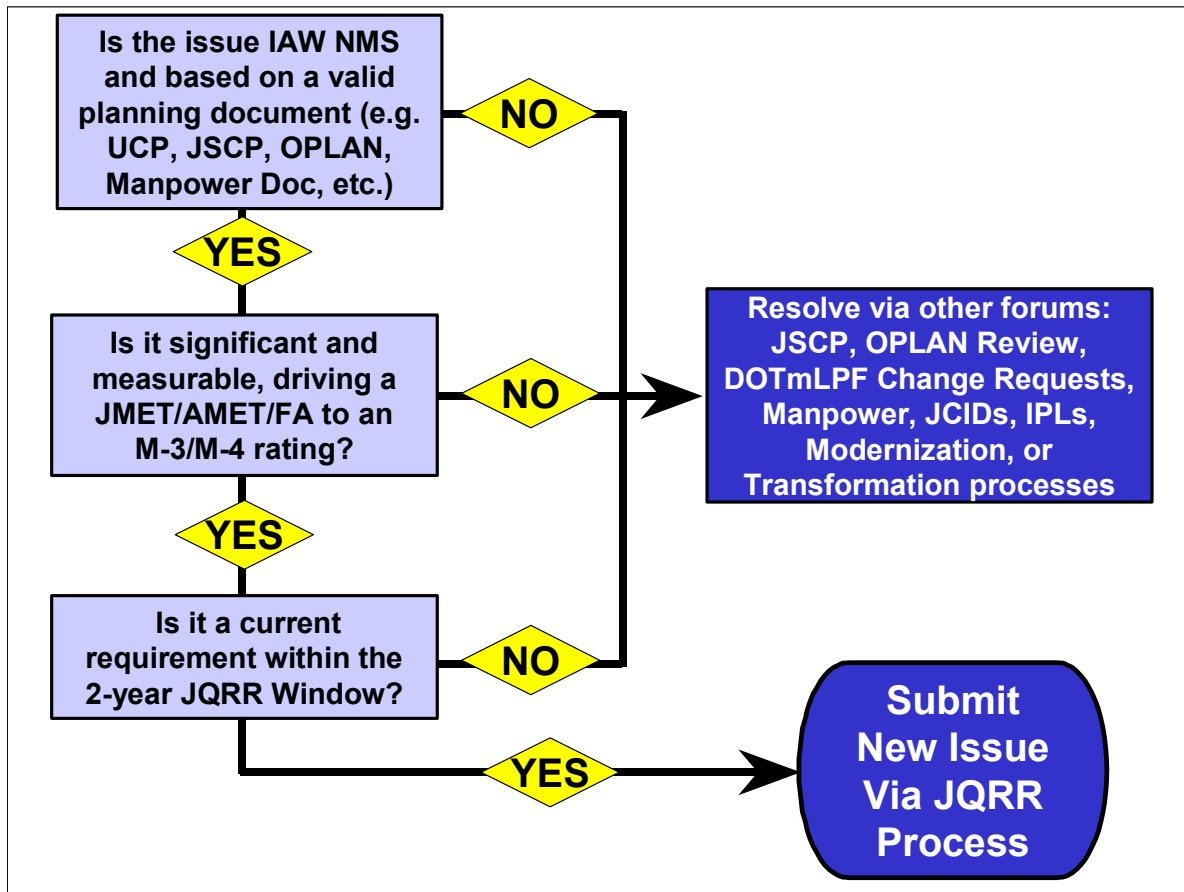 Is the issue IAW NMS
and based on a valid
planning document (e.g.
UCP, JSCP, OPLAN,
Manpower Doc, etc.)
NO
YES
Is it significant and
measurable, driving a
JMET/AMET/FA to an
M-3/M-4 rating?
NO
Resolve via other forums:
JSCP, OPLAN Review,
DOTmLPF Change Requests,
Manpower, JCIDs, IPLs,
Modernization, or
Transformation processes
YES
Is it a current
requirement within the
2-year JQRR Window?
NO
YES
Submit
New Issue
Via JQRR
Process